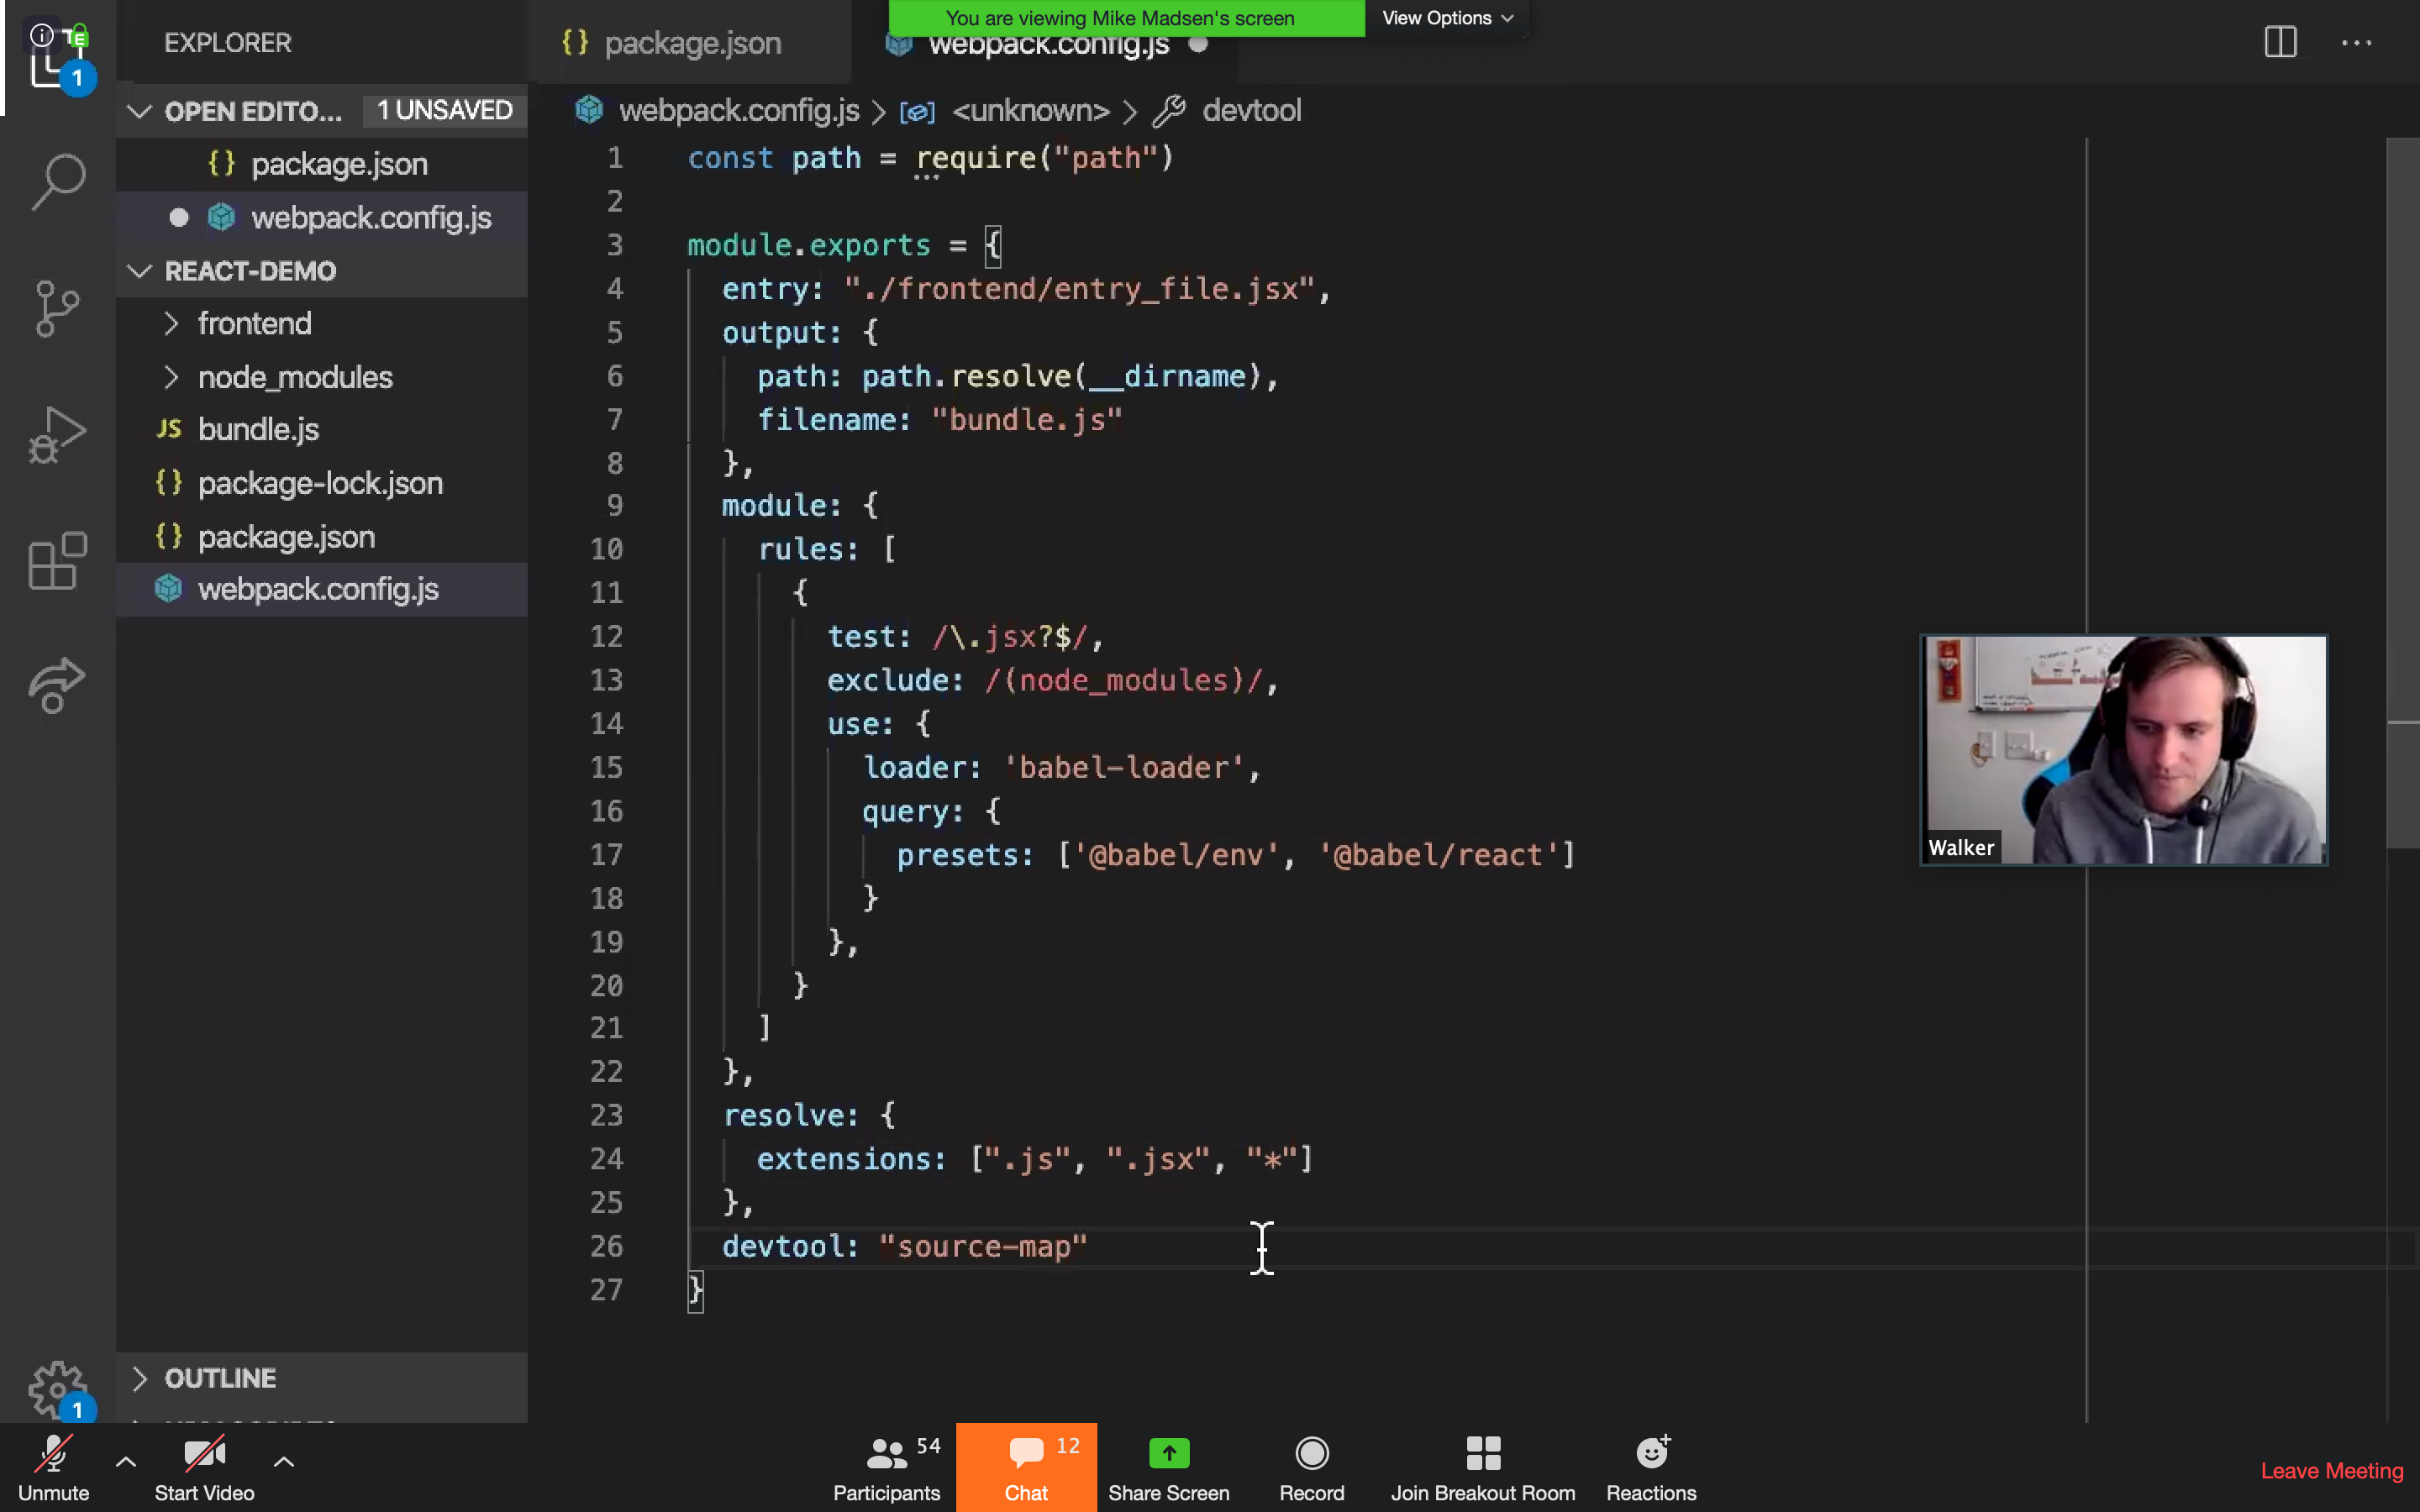 You are viewing Mike Madsen's screen
View Options
EXPLORER
package.json
webpack.config.js
OPEN EDITO...
1 UNSAVED
package.json
webpack.config.js
REACT-DEMO
frontend
node_modules
JS bundle.js
{} package-lock.json
{} package.json
webpack.config.js
OUTLINE
1
1
webpack.config.js > <unknown> > devtool
1 const path = require("path")
2
3 module.exports = {
4 entry: "./frontend/entry_file.jsx",
5 output: {
6 path: path.resolve(__dirname),
7 filename: "bundle.js"
8 },
9 module: {
10 rules: [
11 {
12 test: /\.jsx?$/,
13 exclude: /(node_modules)/,
14 use: {
15 loader: 'babel-loader',
16 query: {
17 presets: ['@babel/env', '@babel/react']
18 }
19 },
20 }
21 ]
22 },
23 resolve: {
24 extensions: [".js", ".jsx", "*"]
25 },
26 devtool: "source-map"
27 }
Walker
Unmute
Start Video
54
Participants
12
Chat
Share Screen
Record
Join Breakout Room
Reactions
Leave Meeting